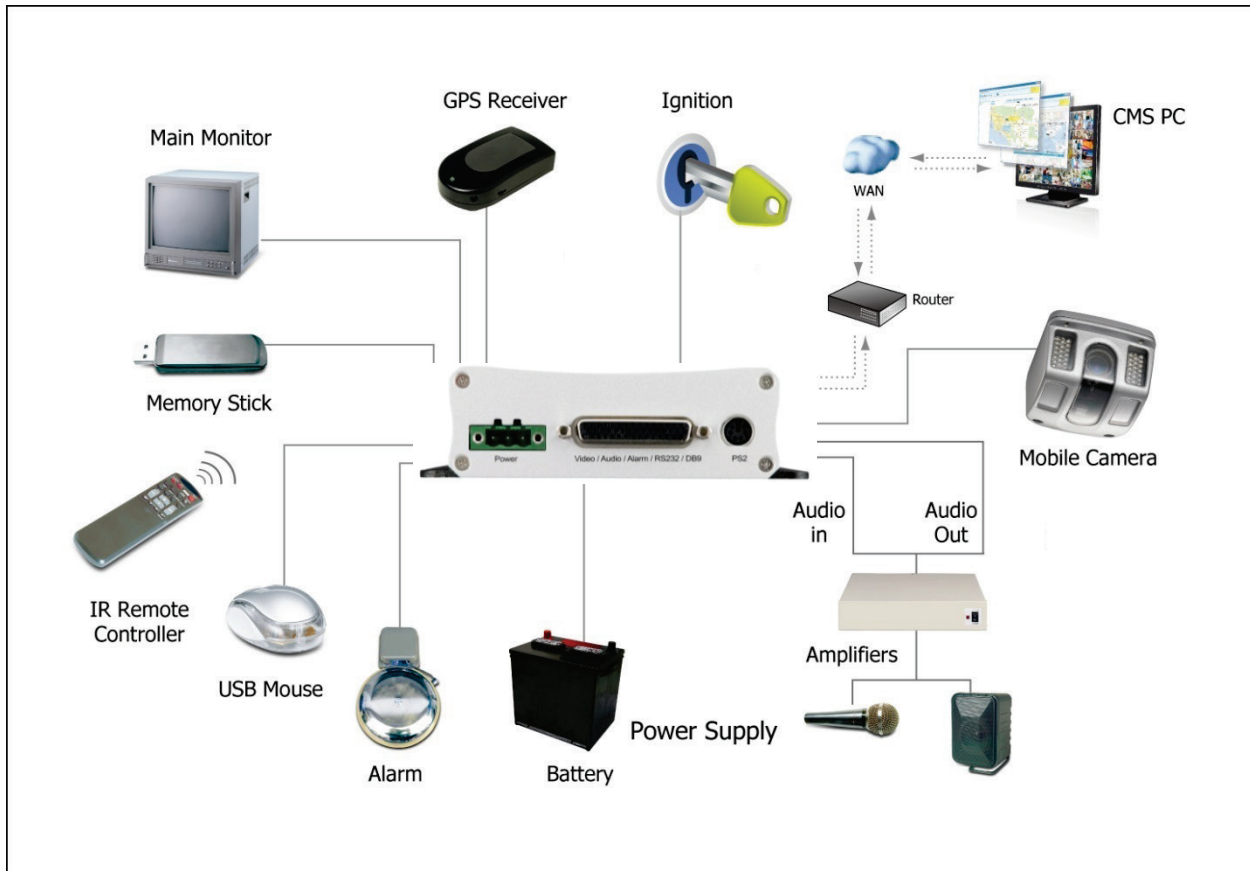 GPS Receiver
Ignition
CMS PC
Main Monitor
WAN
Router
Memory Stick
Power
Video / Audio / Alarm / RS232 / DB9
PS2
Mobile Camera
Audio
in
Audio
Out
IR Remote
Controller
USB Mouse
Amplifiers
Power Supply
Alarm
Battery